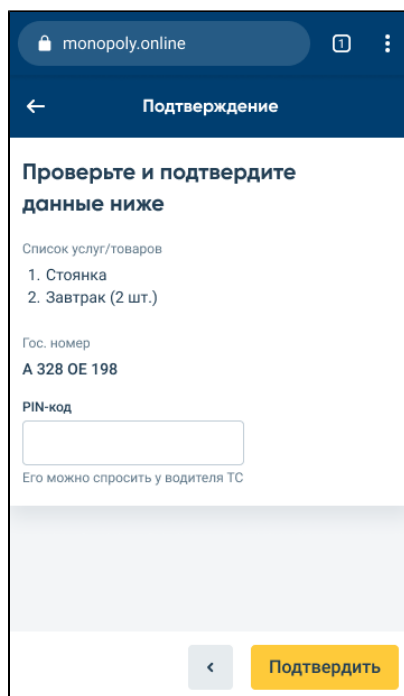 monopoly.online
1
Подтверждение
Проверьте и подтвердите
данные ниже
Список услуг/товаров
1. Стоянка
2. Завтрак (2 шт.)
Гос. номер
А 328 ОЕ 198
PIN-код
Его можно спросить у водителя ТС
Подтвердить